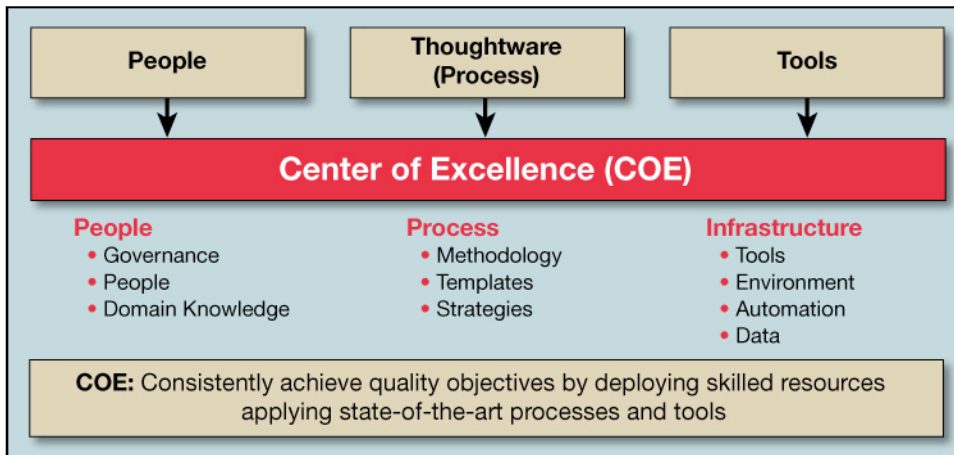 People
Thoughtware
(Process)
Tools
Center of Excellence (COE)
People
• Governance
• People
• Domain Knowledge
Process
• Methodology
• Templates
• Strategies
Infrastructure
• Tools
• Environment
• Automation
• Data
COE: Consistently achieve quality objectives by deploying skilled resources
applying state-of-the-art processes and tools